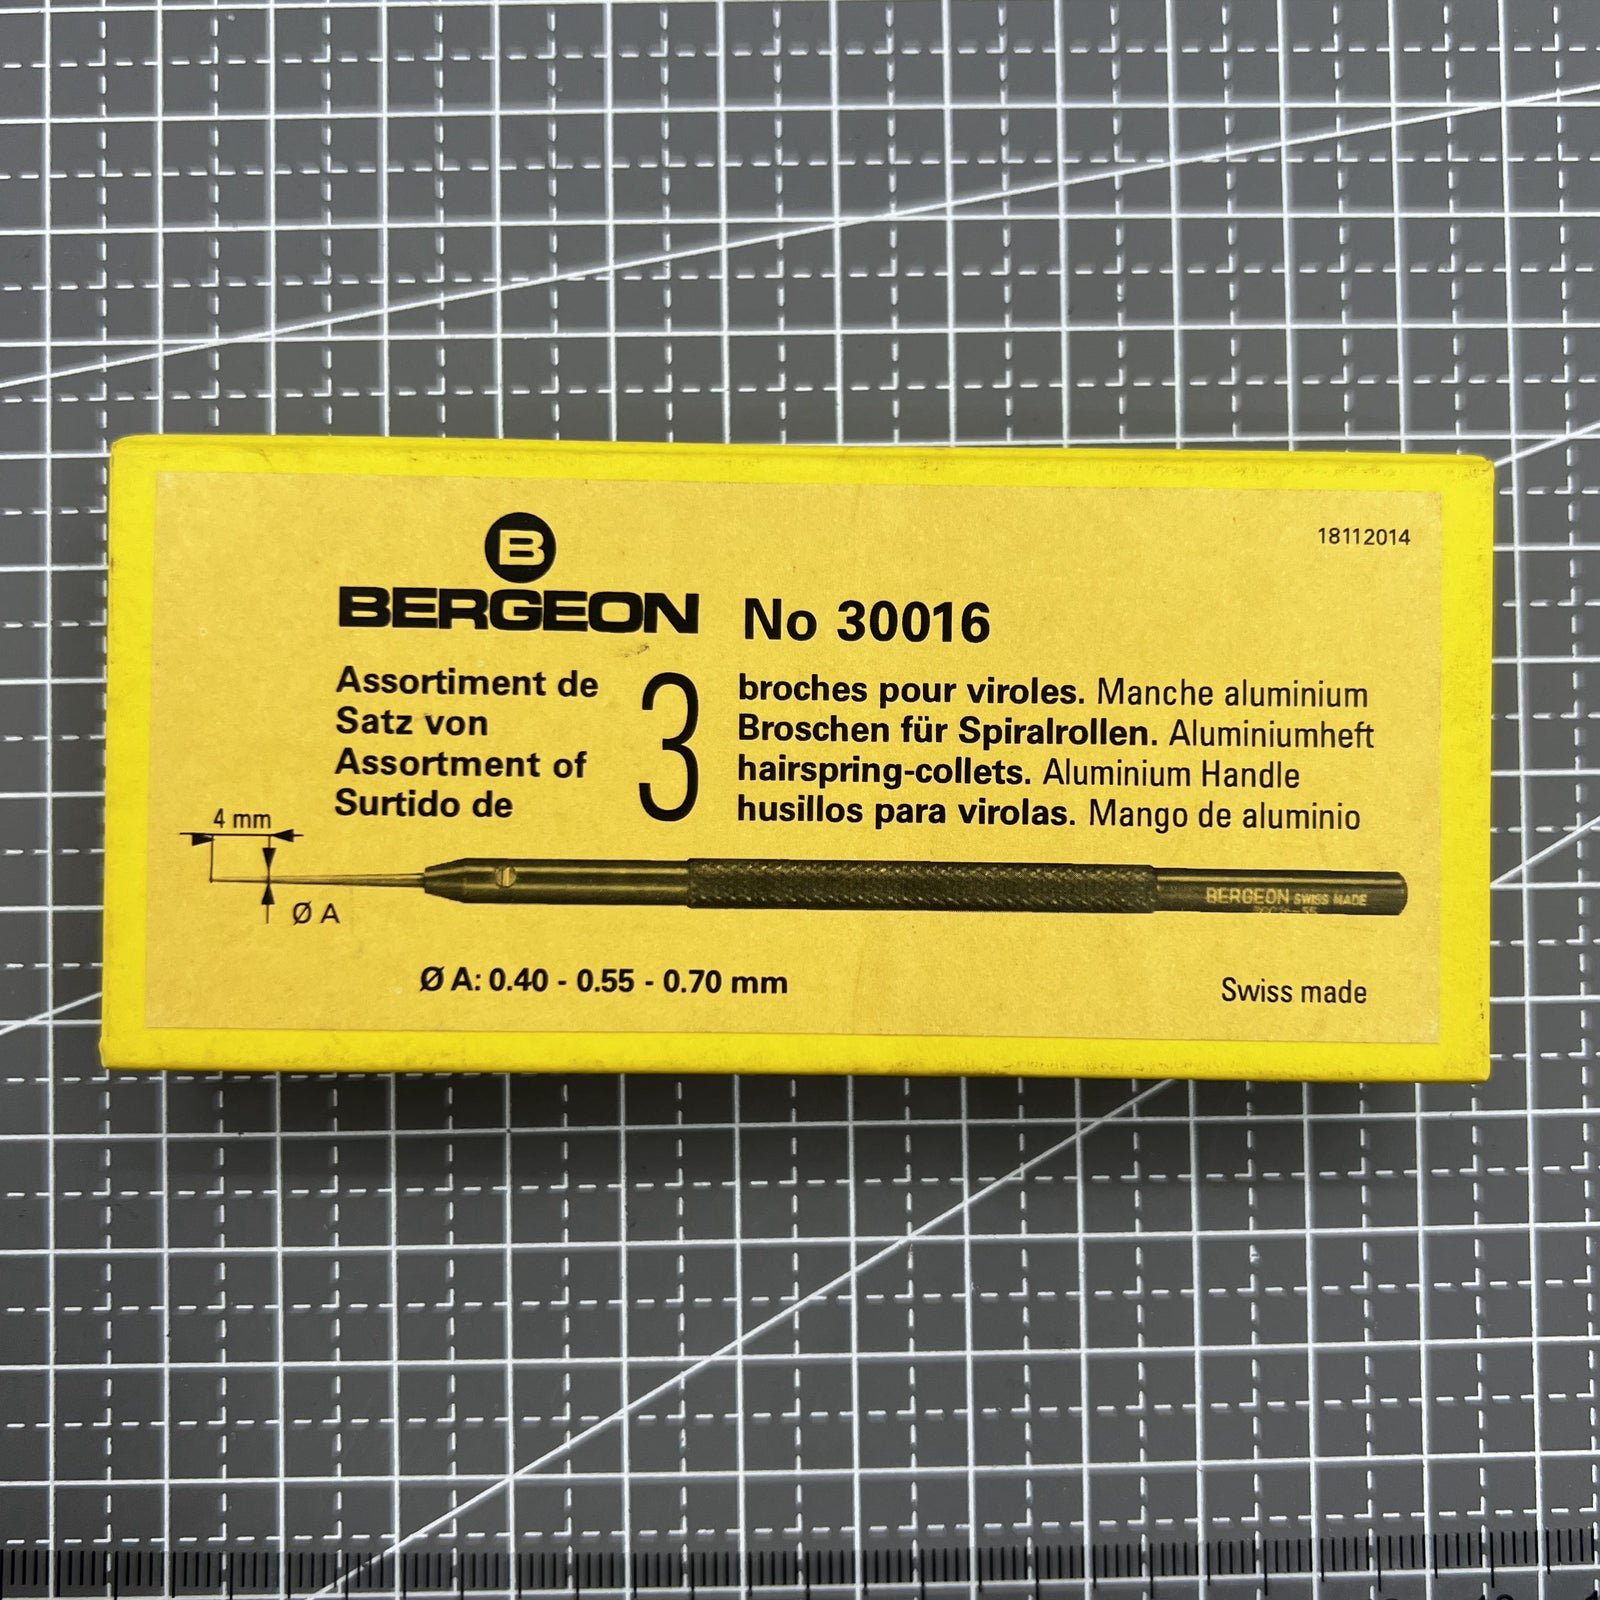 18112014
B
BERGEON No 30016
Assortiment de 3 broches pour viroles. Manche aluminium
Satz von Broschen für Spiralrollen. Aluminiumheft
Assortment of hairspring-collets. Aluminium Handle
Surtido de husillos para virolas. Mango de aluminio
4 mm
Ø A
BERGEON SWISS MADE
Ø A: 0.40 - 0.55 - 0.70 mm
Swiss made